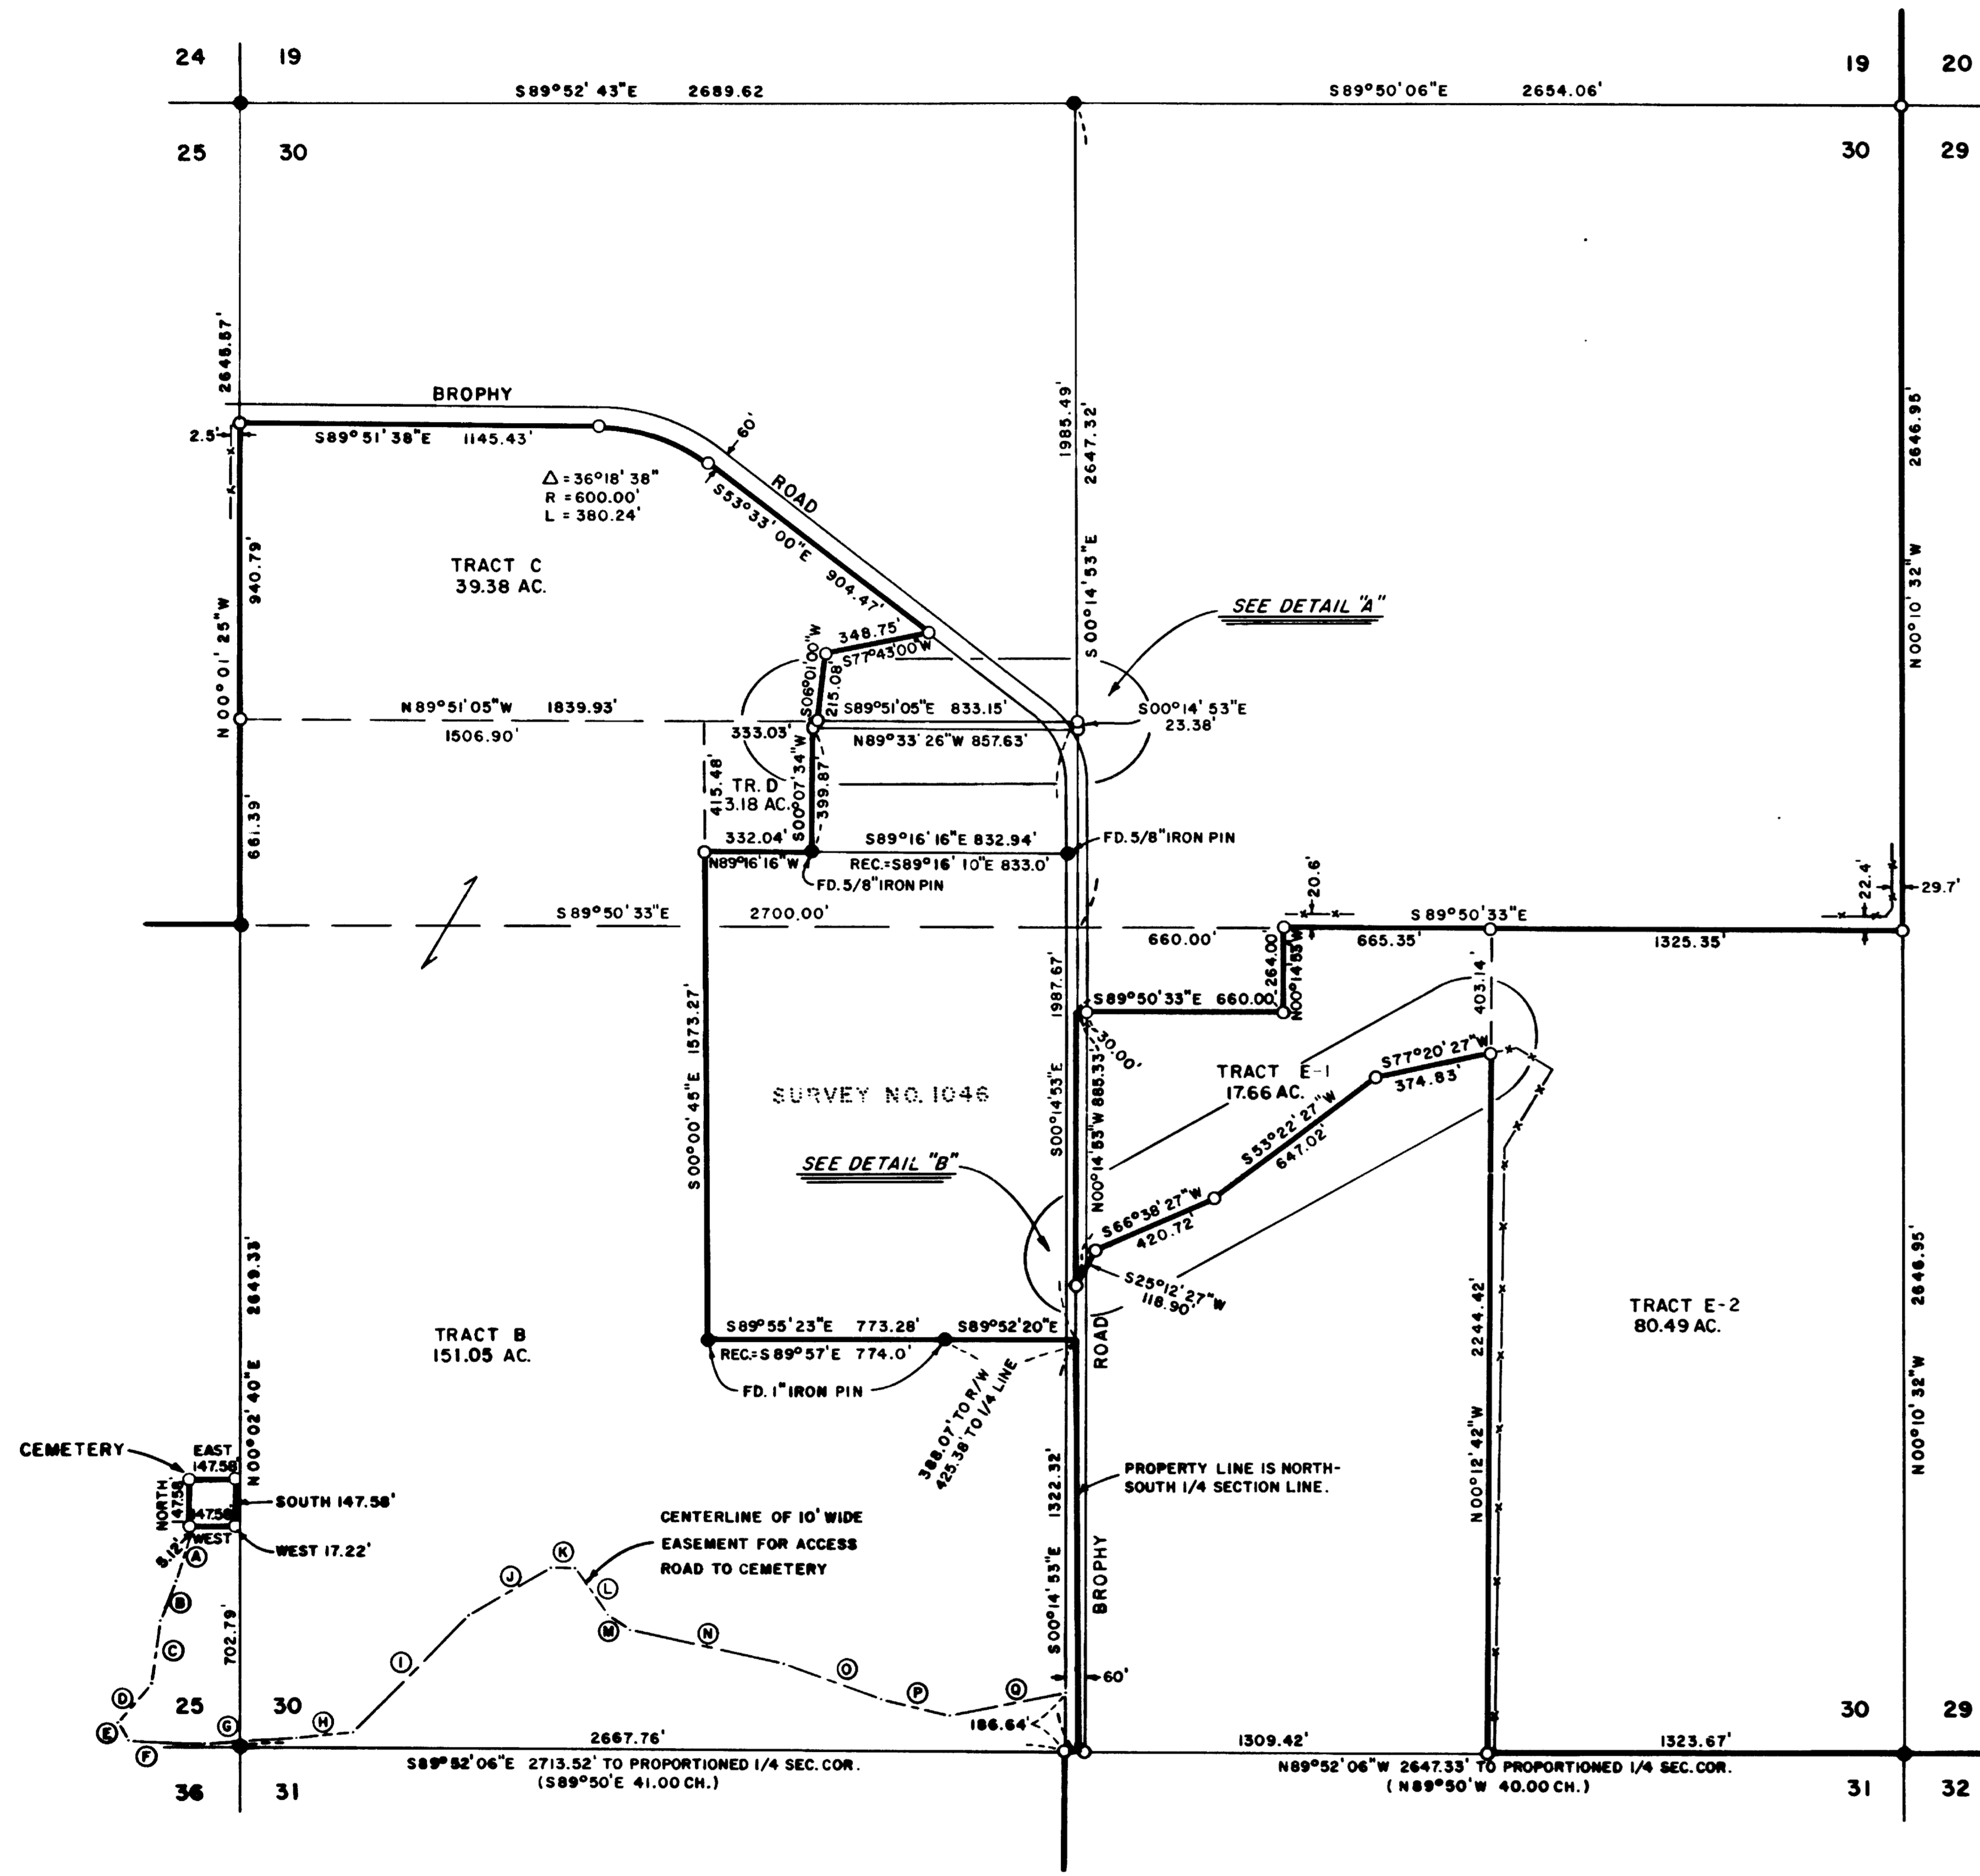 24 19
19 20
S89°52'43"E 2689.62
S89°50'06"E 2654.06'
25 30
30 29
2645.57'
BROPHY
60'
2.5'
S89°51'38"E 1145.43'
ROAD
1985.49'
2647.32'
2646.95'
Δ = 36°18'38"
R = 600.00'
L = 380.24'
S53°33'00"E
904.47'
TRACT C
39.38 AC.
940.79'
N00°01'25"W
S00°14'53"E
N00°10'32"W
SEE DETAIL "A"
348.75'
S77°43'00"W
S06°01'00"W
215.08'
N89°51'05"W 1839.93'
1506.90'
333.03'
S89°51'05"E 833.15'
N89°33'26"W 857.63'
S00°14'53"E
23.38'
415.48'
TR. D
3.18 AC.
S00°07'34"W
399.87'
661.39'
332.04'
N89°16'16"W
S89°16'16"E 832.94'
REC.=S89°16'10"E 833.0'
FD. 5/8" IRON PIN
FD. 5/8" IRON PIN
20.6'
22.4'
29.7'
S89°50'33"E 2700.00'
660.00'
S89°50'33"E
665.35'
1325.35'
264.00'
N00°14'53"W
403.14'
1987.67'
S89°50'33"E 660.00'
30.00'
S00°00'45"E 1573.27'
SURVEY NO. 1046
S00°14'53"E
N00°14'53"W 885.33'
TRACT E-1
17.66 AC.
S77°20'27"W
374.83'
S53°22'27"W
647.02'
SEE DETAIL "B"
S66°38'27"W
420.72'
S25°12'27"W
118.90'
2649.33'
N00°02'40"E
TRACT B
151.05 AC.
S89°55'23"E 773.28'
REC.=S89°57'E 774.0'
S89°52'20"E
FD. 1" IRON PIN
388.07' TO R/W
425.38' TO 1/4 LINE
ROAD
2244.42'
N00°12'42"W
TRACT E-2
80.49 AC.
2646.95'
N00°10'32"W
CEMETERY
EAST
147.58'
NORTH
147.58'
147.58'
WEST
SOUTH 147.58'
WEST 17.22'
PROPERTY LINE IS NORTH-
SOUTH 1/4 SECTION LINE.
CENTERLINE OF 10' WIDE
EASEMENT FOR ACCESS
ROAD TO CEMETERY
1322.32'
S00°14'53"E
BROPHY
A
B
C
D
E
F
G
H
I
J
K
L
M
N
O
P
Q
702.79'
60'
186.64'
25 30
30 29
2667.76'
S89°52'06"E 2713.52' TO PROPORTIONED 1/4 SEC. COR.
(S89°50'E 41.00 CH.)
1309.42'
1323.67'
N89°52'06"W 2647.33' TO PROPORTIONED 1/4 SEC. COR.
(N89°50'W 40.00 CH.)
36 31
31 32